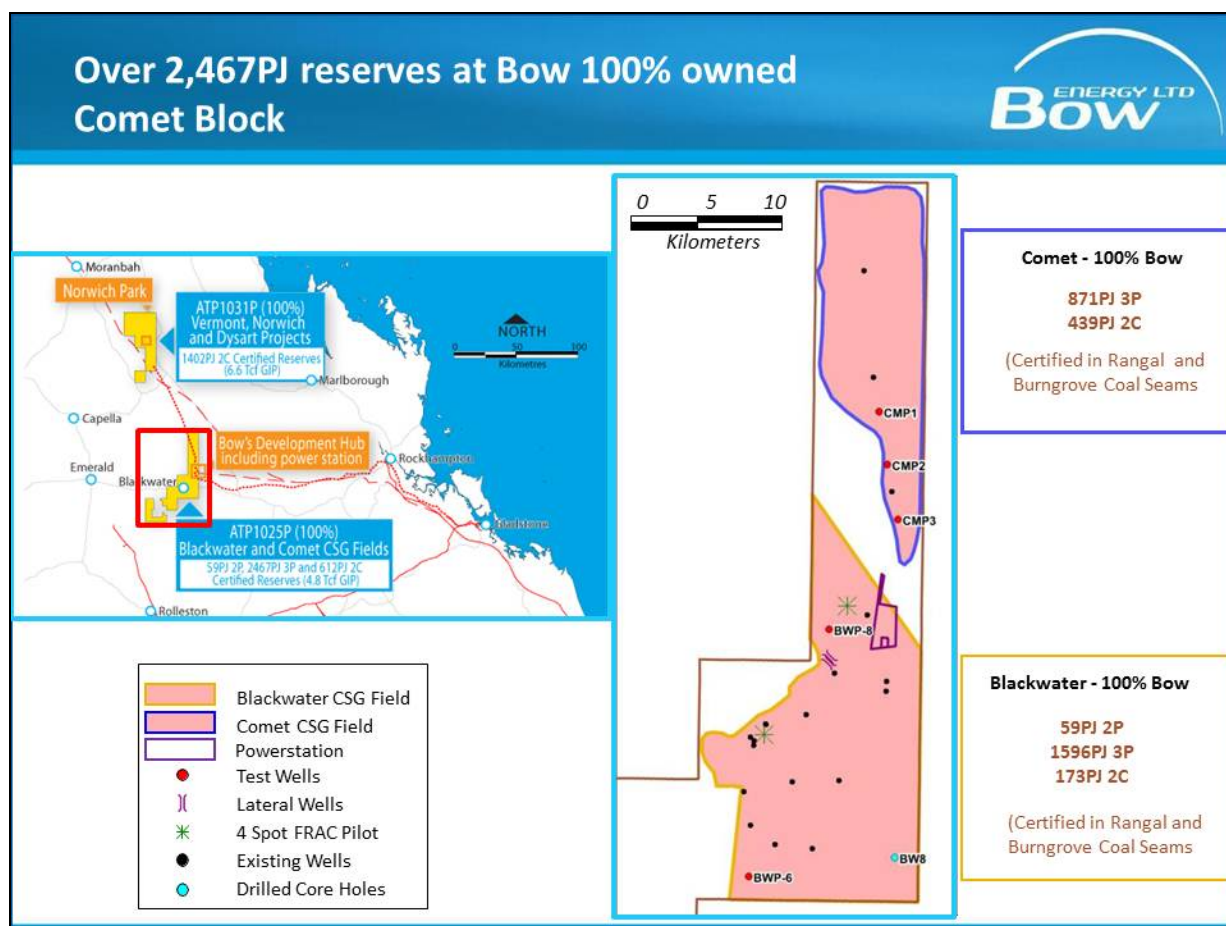 Over 2,467PJ reserves at Bow 100% owned
Comet Block
ENERGY LTD
BOW
Moranbah
Norwich Park
ATP1031P (100%)
Vermont, Norwich
and Dysart Projects
1402PJ 2C Certified Reserves
(6.6 Tcf GIP)
NORTH
0 50 100
Kilometres
Marlborough
Capella
Bow's Development Hub
including power station
Rockhampton
Emerald
Blackwater
Gladstone
ATP1025P (100%)
Blackwater and Comet CSG Fields
59PJ 2P, 2467PJ 3P and 612PJ 2C
Certified Reserves (4.8 Tcf GIP)
Rolleston
Blackwater CSG Field
Comet CSG Field
Powerstation
Test Wells
Lateral Wells
4 Spot FRAC Pilot
Existing Wells
Drilled Core Holes
0 5 10
Kilometers
CMP1
CMP2
CMP3
BWP-8
BW8
BWP-6
Comet - 100% Bow
871PJ 3P
439PJ 2C
(Certified in Rangal and
Burngrove Coal Seams
Blackwater - 100% Bow
59PJ 2P
1596PJ 3P
173PJ 2C
(Certified in Rangal and
Burngrove Coal Seams